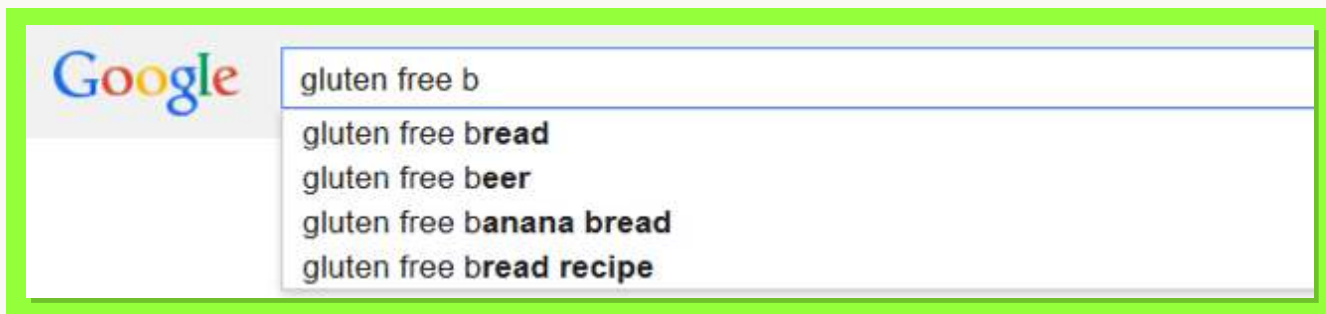 Google
gluten free b
gluten free bread
gluten free beer
gluten free banana bread
gluten free bread recipe